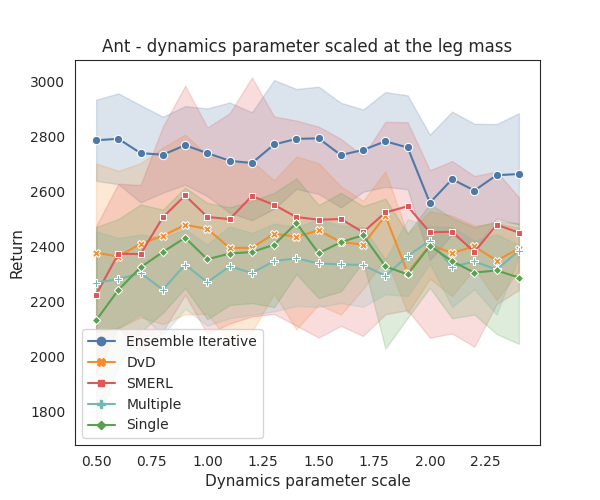 Ant - dynamics parameter scaled at the leg mass
3000
2800
2600
2400
2200
2000
1800
Return
Ensemble Iterative
DvD
SMERL
Multiple
Single
0.50 0.75 1.00 1.25 1.50 1.75 2.00 2.25
Dynamics parameter scale